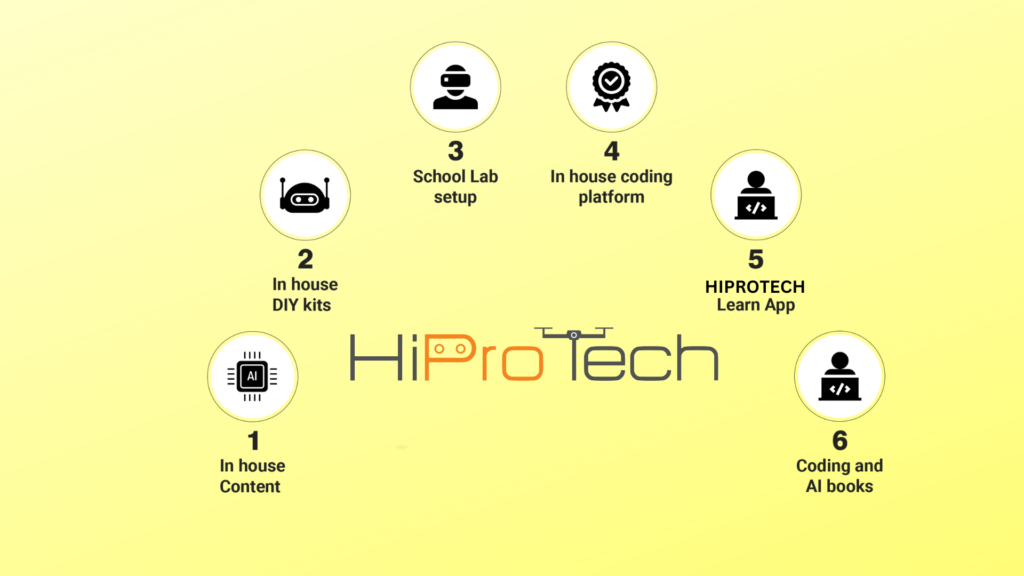 3
School Lab
setup
4
In house coding
platform
2
In house
DIY kits
5
HIPROTECH
Learn App
HiProTech
AI
1
In house
Content
6
Coding and
AI books